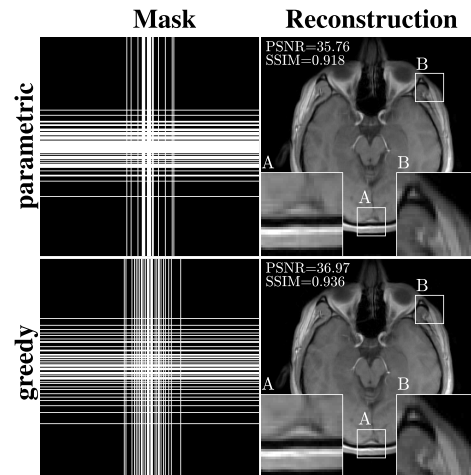 Mask Reconstruction
parametric
PSNR=35.76
SSIM=0.918
B
A B
A
greedy
PSNR=36.97
SSIM=0.936
B
A B
A